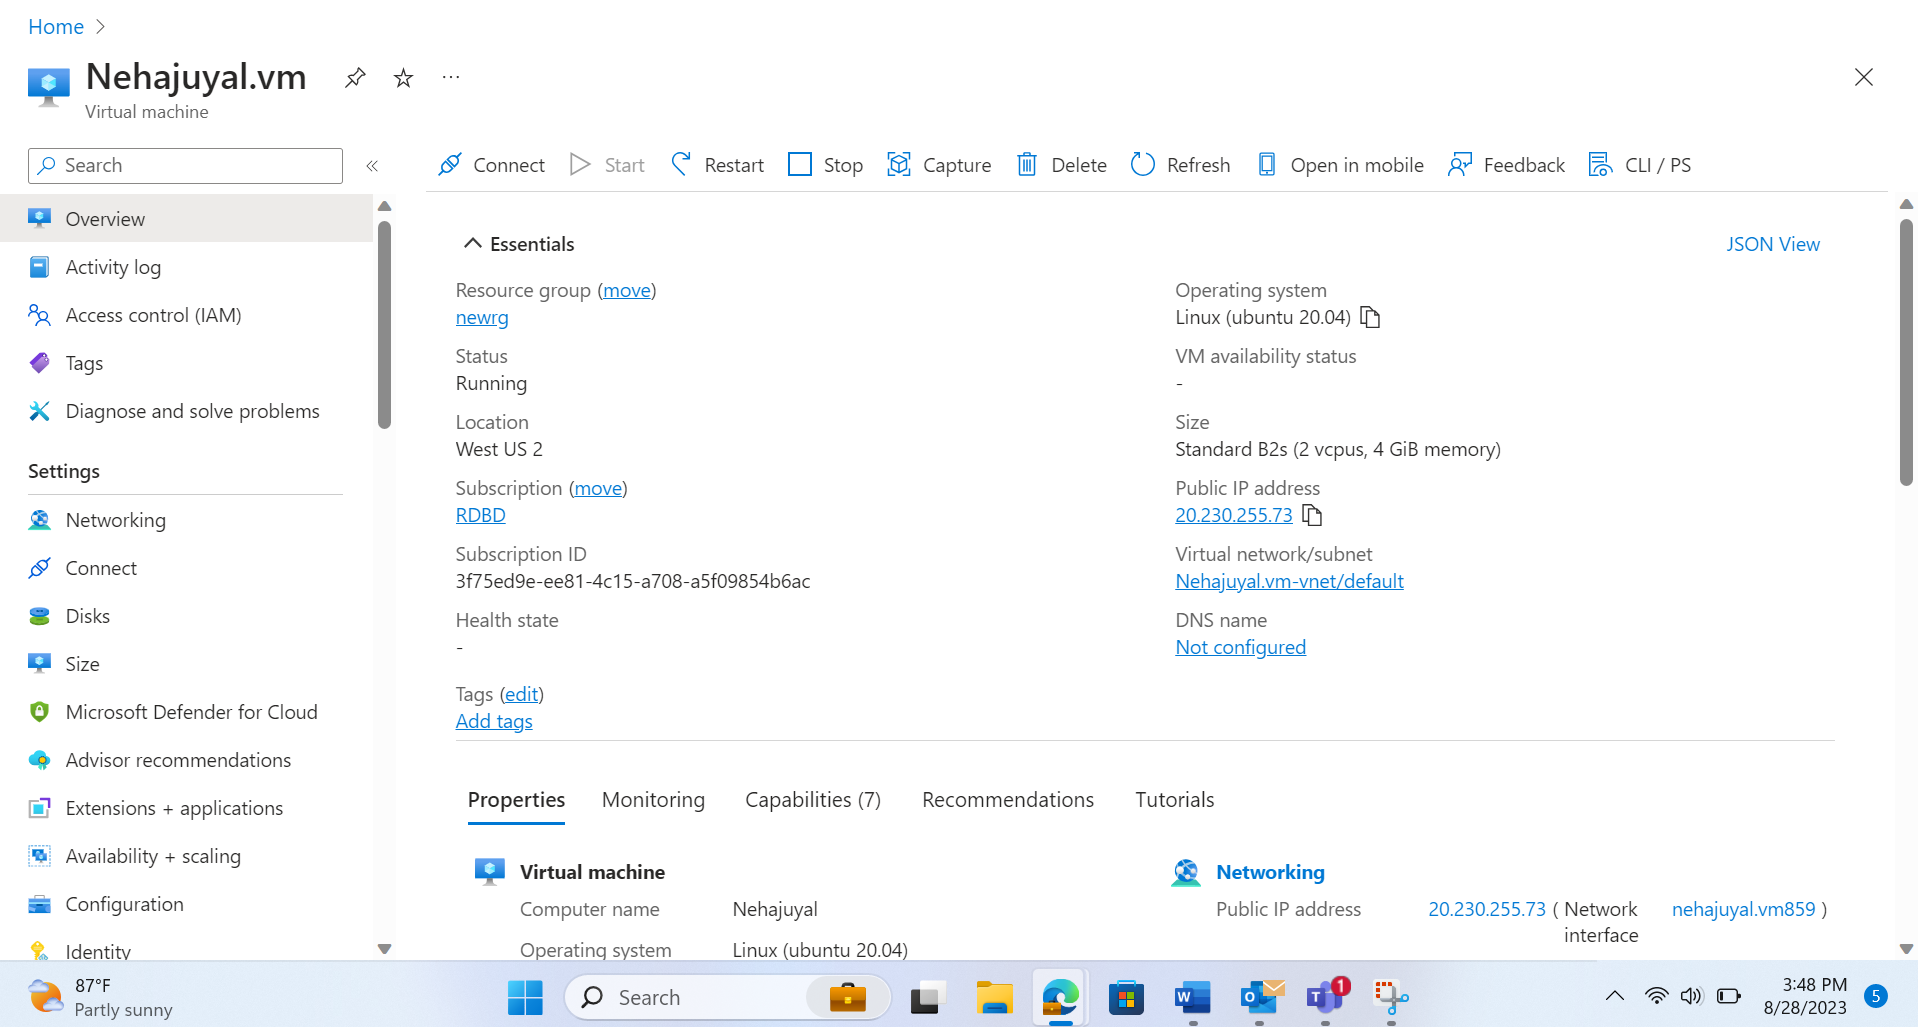 Home
Nehajuyal.vm
Virtual machine
Search
«
Connect
Start
Restart
Stop
Capture
Delete
Refresh
Open in mobile
Feedback
CLI / PS
Overview
Activity log
Access control (IAM)
Tags
Diagnose and solve problems
Settings
Networking
Connect
Disks
Size
Microsoft Defender for Cloud
Advisor recommendations
Extensions + applications
Availability + scaling
Configuration
Identity
Essentials
JSON View
Resource group (move)
newrg
Status
Running
Location
West US 2
Subscription (move)
RDBD
Subscription ID
3f75ed9e-ee81-4c15-a708-a5f09854b6ac
Health state
-
Operating system
Linux (ubuntu 20.04)
VM availability status
-
Size
Standard B2s (2 vcpus, 4 GiB memory)
Public IP address
20.230.255.73
Virtual network/subnet
Nehajuyal.vm-vnet/default
DNS name
Not configured
Tags (edit)
Add tags
Properties
Monitoring
Capabilities (7)
Recommendations
Tutorials
Virtual machine
Computer name Nehajuyal
Operating system Linux (ubuntu 20.04)
Networking
Public IP address 20.230.255.73 ( Network nehajuyal.vm859 )
interface
87°F
Partly sunny
Search
W
O
T
1
3:48 PM
8/28/2023
5